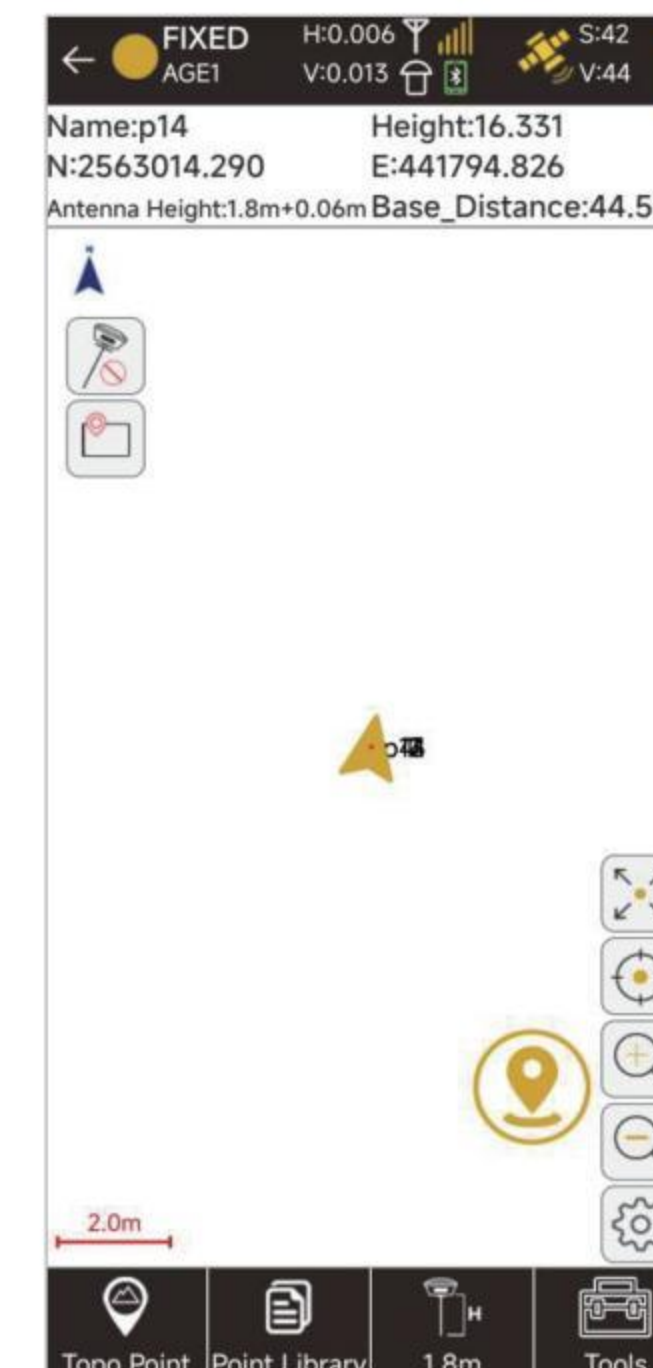 FIXED
H:0.006
S:42
AGE1
V:0.013
V:44
Name:p14
Height:16.331
N:2563014.290
E:441794.826
Antenna Height:1.8m+0.06m
Base_Distance:44.5
N
2.0m
H
Topo Point
Point Library
1.8m
Tools